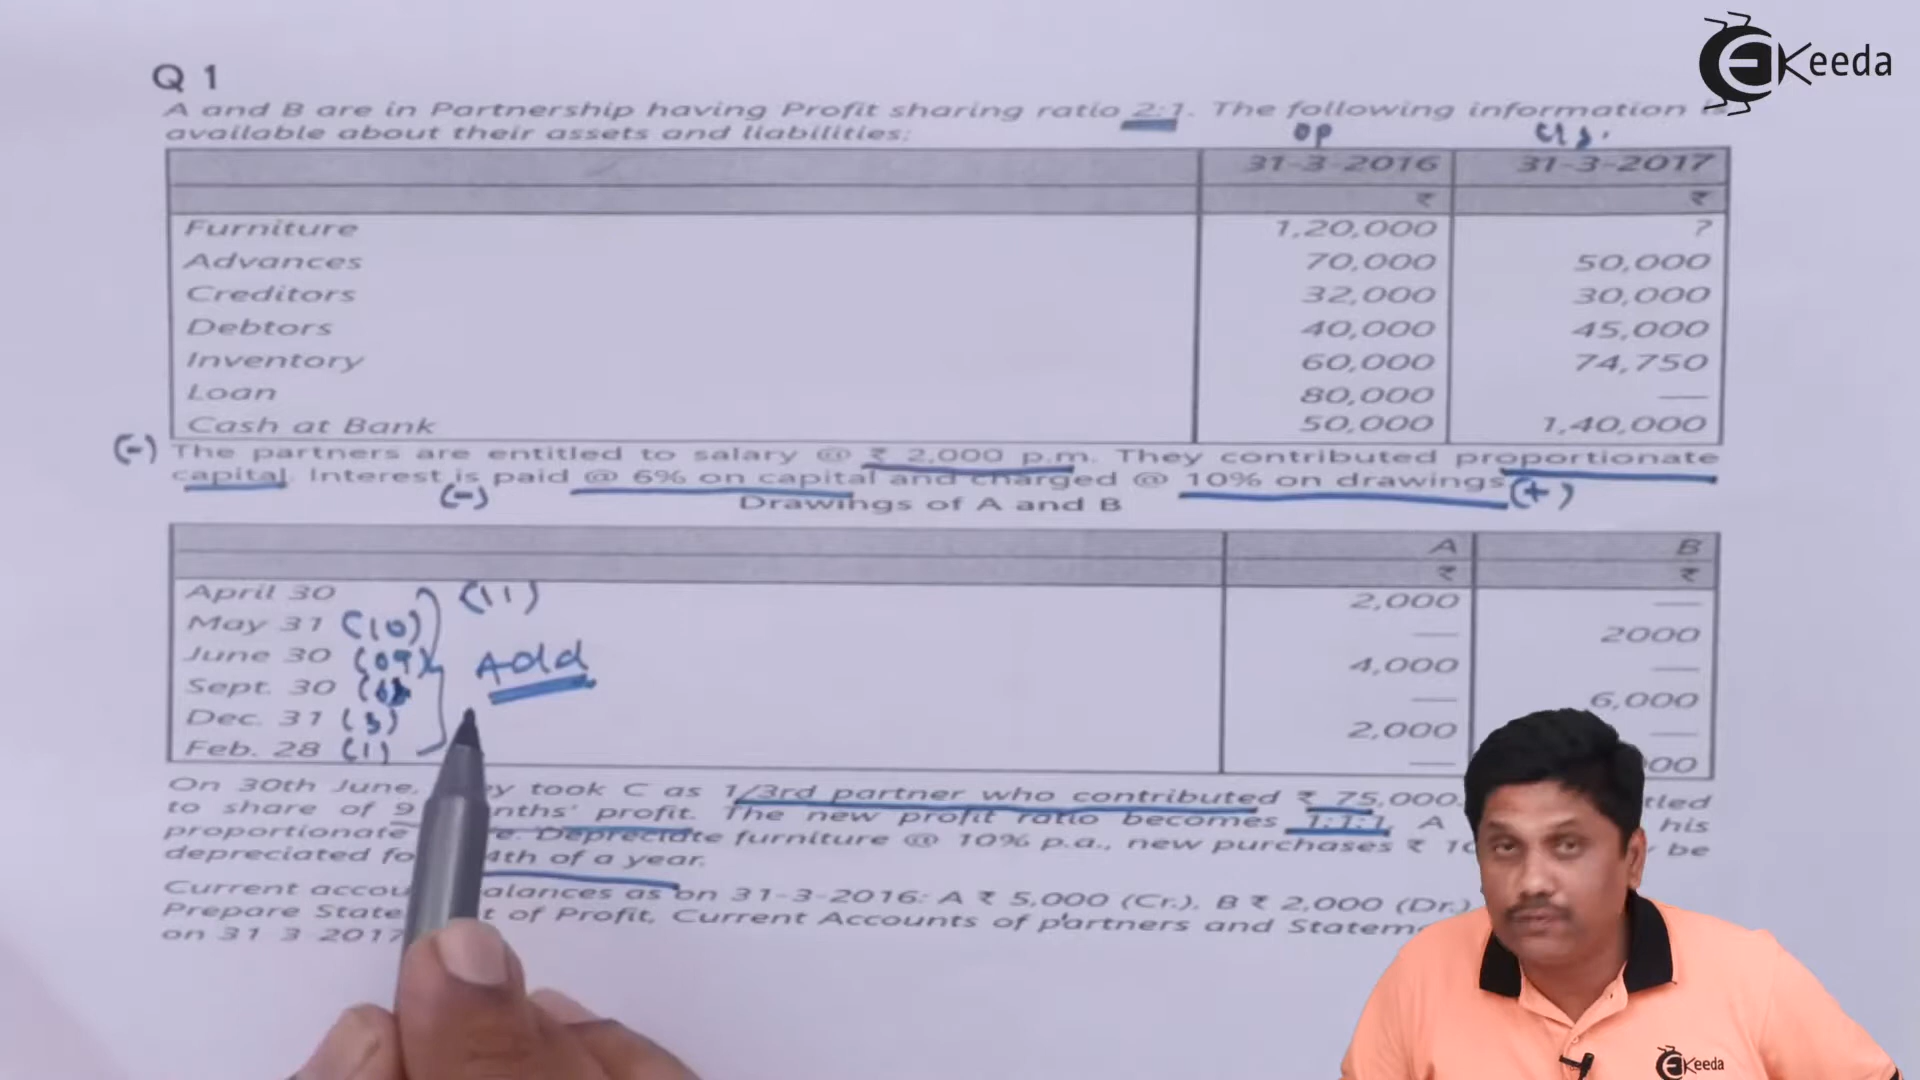 EKeeda
Q 1
A and B are in Partnership having Profit sharing ratio 2:1. The following information
available about their assets and liabilities:
op cls.
31-3-2016 31-3-2017
₹ ₹
Furniture 1,20,000 ?
Advances 70,000 50,000
Creditors 32,000 30,000
Debtors 40,000 45,000
Inventory 60,000 74,750
Loan 80,000 —
Cash at Bank 50,000 1,40,000
(-) The partners are entitled to salary @ ₹ 2,000 p.m. They contributed proportionate
capital. Interest is paid @ 6% on capital and charged @ 10% on drawings. (+)
(-)
Drawings of A and B
A B
₹ ₹
April 30 (11) 2,000 —
May 31 (10) — 2000
June 30 (09) 4,000 —
Add
Sept. 30 — 6,000
Dec. 31 (3) 2,000 —
Feb. 28 (1) — 00
On 30th June, took C as 1/3rd partner who contributed ₹ 75,000.
to share of 9 profit. The new profit ratio becomes 1:1:1. A his
proportionate Depreciate furniture @ 10% p.a., new purchases ₹ be
depreciated of a year.
Current balances as on 31-3-2016: A ₹ 5,000 (Cr.), B ₹ 2,000 (Dr.)
Prepare of Profit, Current Accounts of partners and
on 31-3-2017
EKeeda